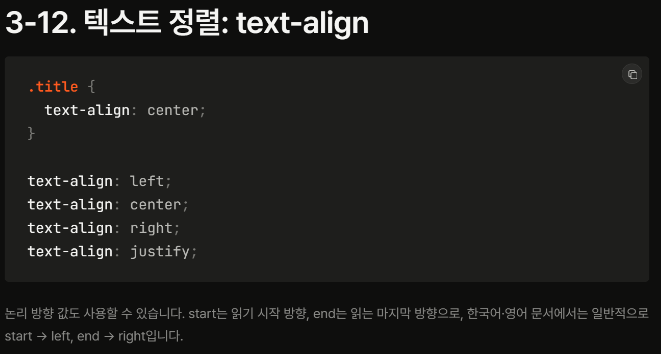 3-12. 텍스트 정렬: text-align
.title {
  text-align: center;
}
text-align: left;
text-align: center;
text-align: right;
text-align: justify;
논리 방향 값도 사용할 수 있습니다. start는 읽기 시작 방향, end는 읽는 마지막 방향으로, 한국어·영어 문서에서는 일반적으로
start → left, end → right입니다.